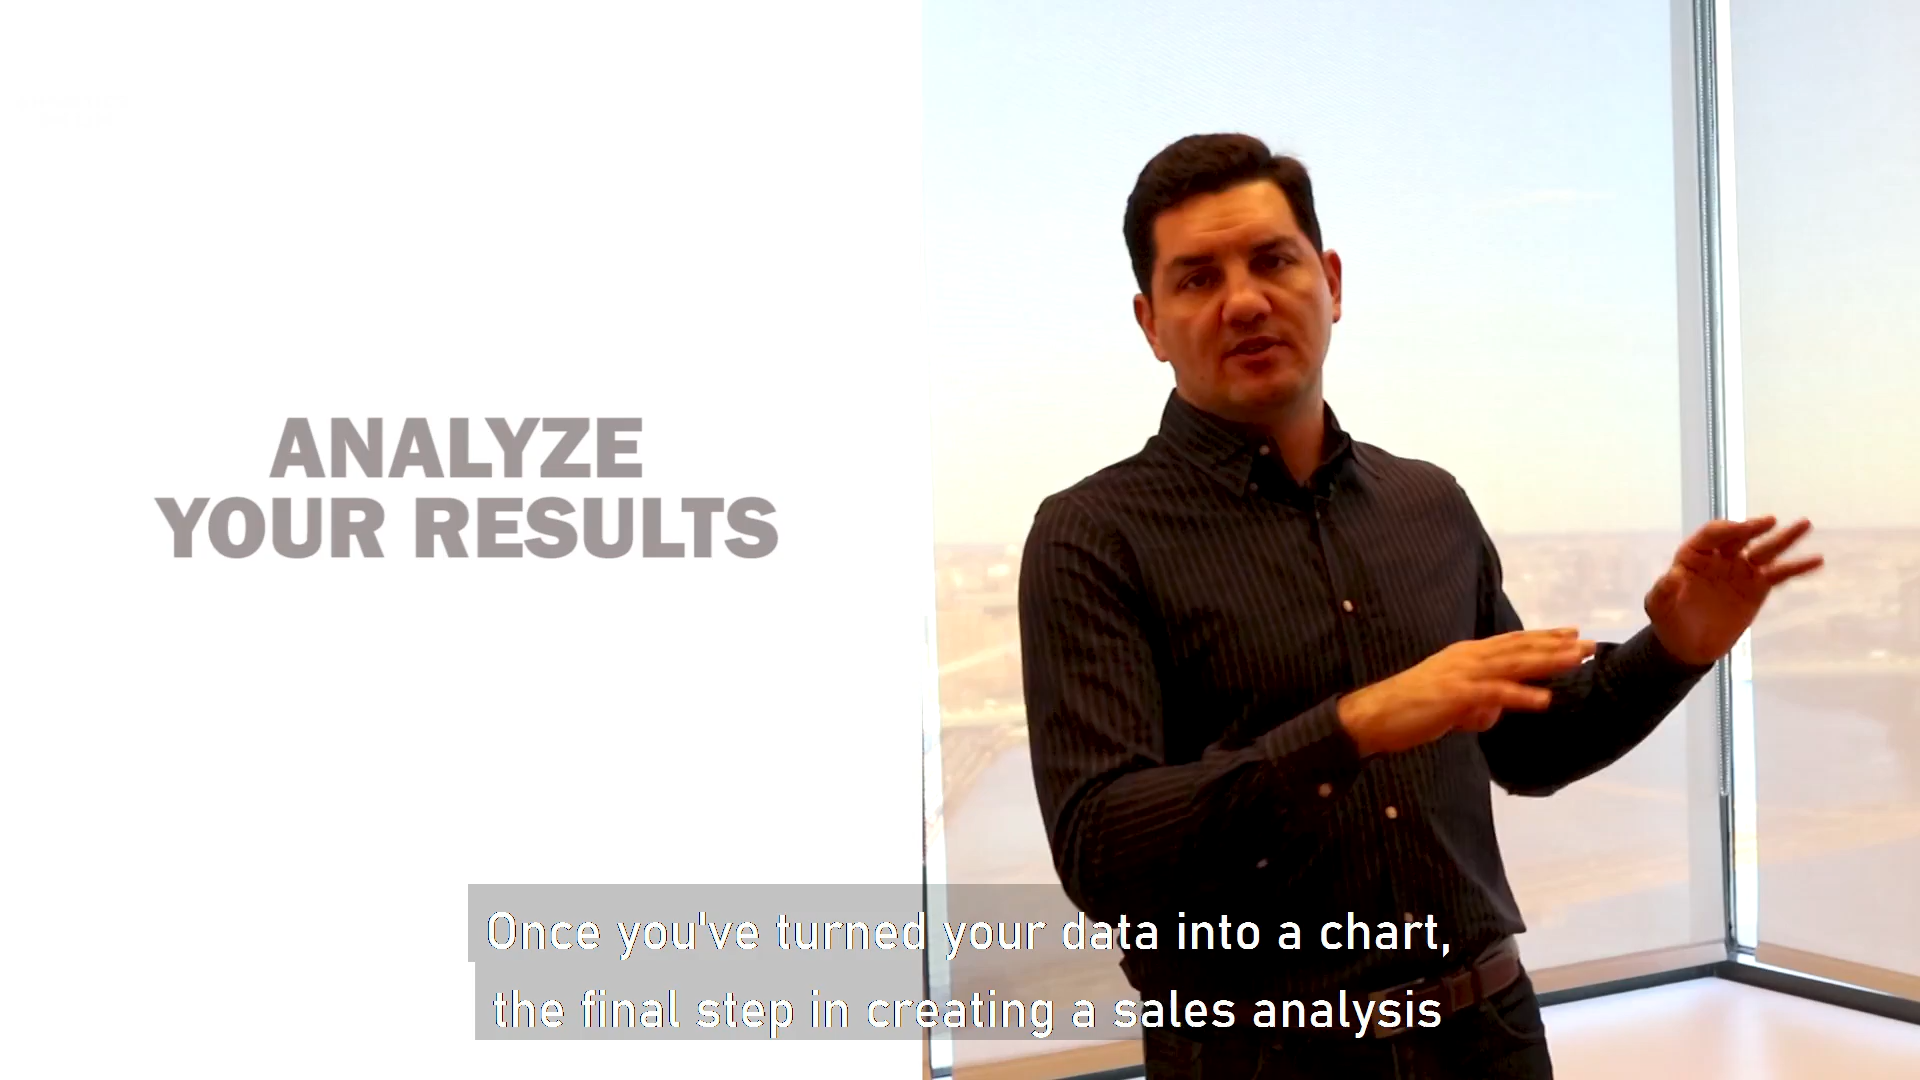 ANALYZE
YOUR RESULTS
Once you've turned your data into a chart,
the final step in creating a sales analysis